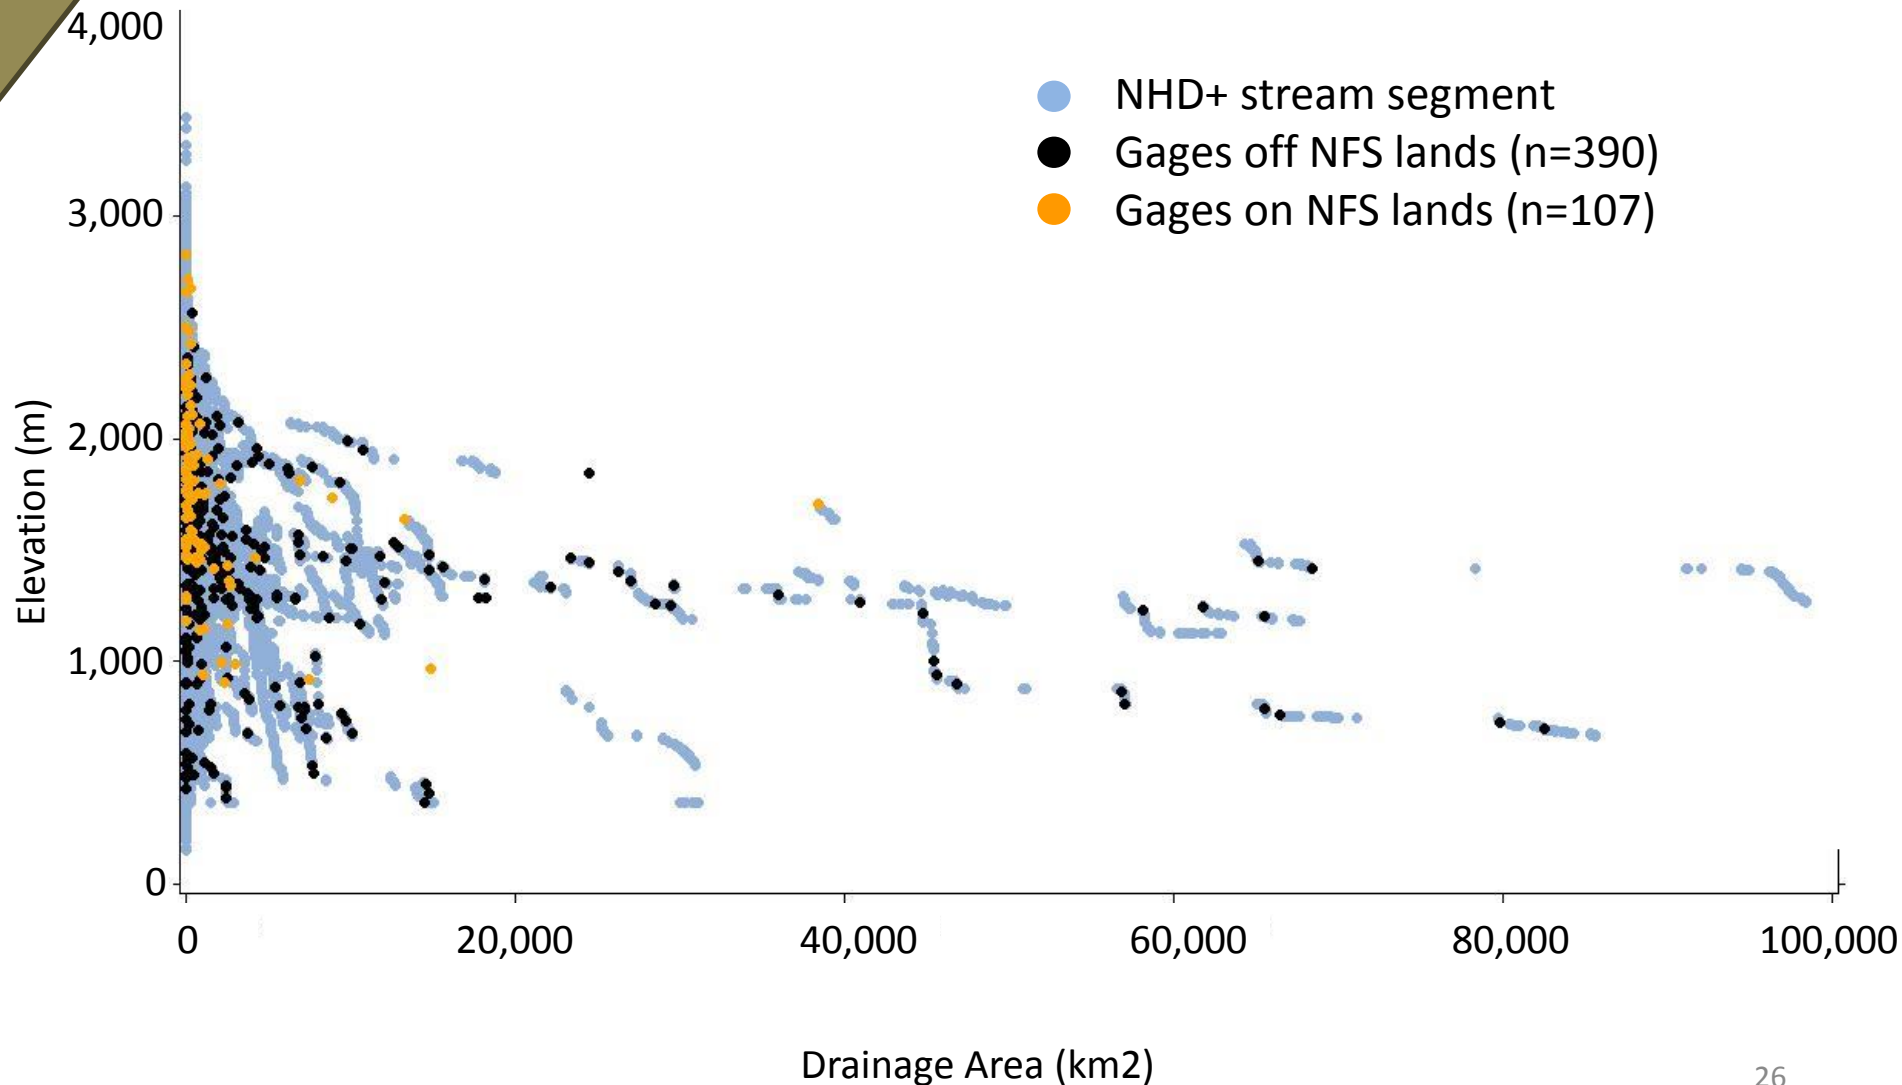 4,000
3,000
2,000
1,000
0
Elevation (m)
NHD+ stream segment
Gages off NFS lands (n=390)
Gages on NFS lands (n=107)
0 20,000 40,000 60,000 80,000 100,000
Drainage Area (km2)
26